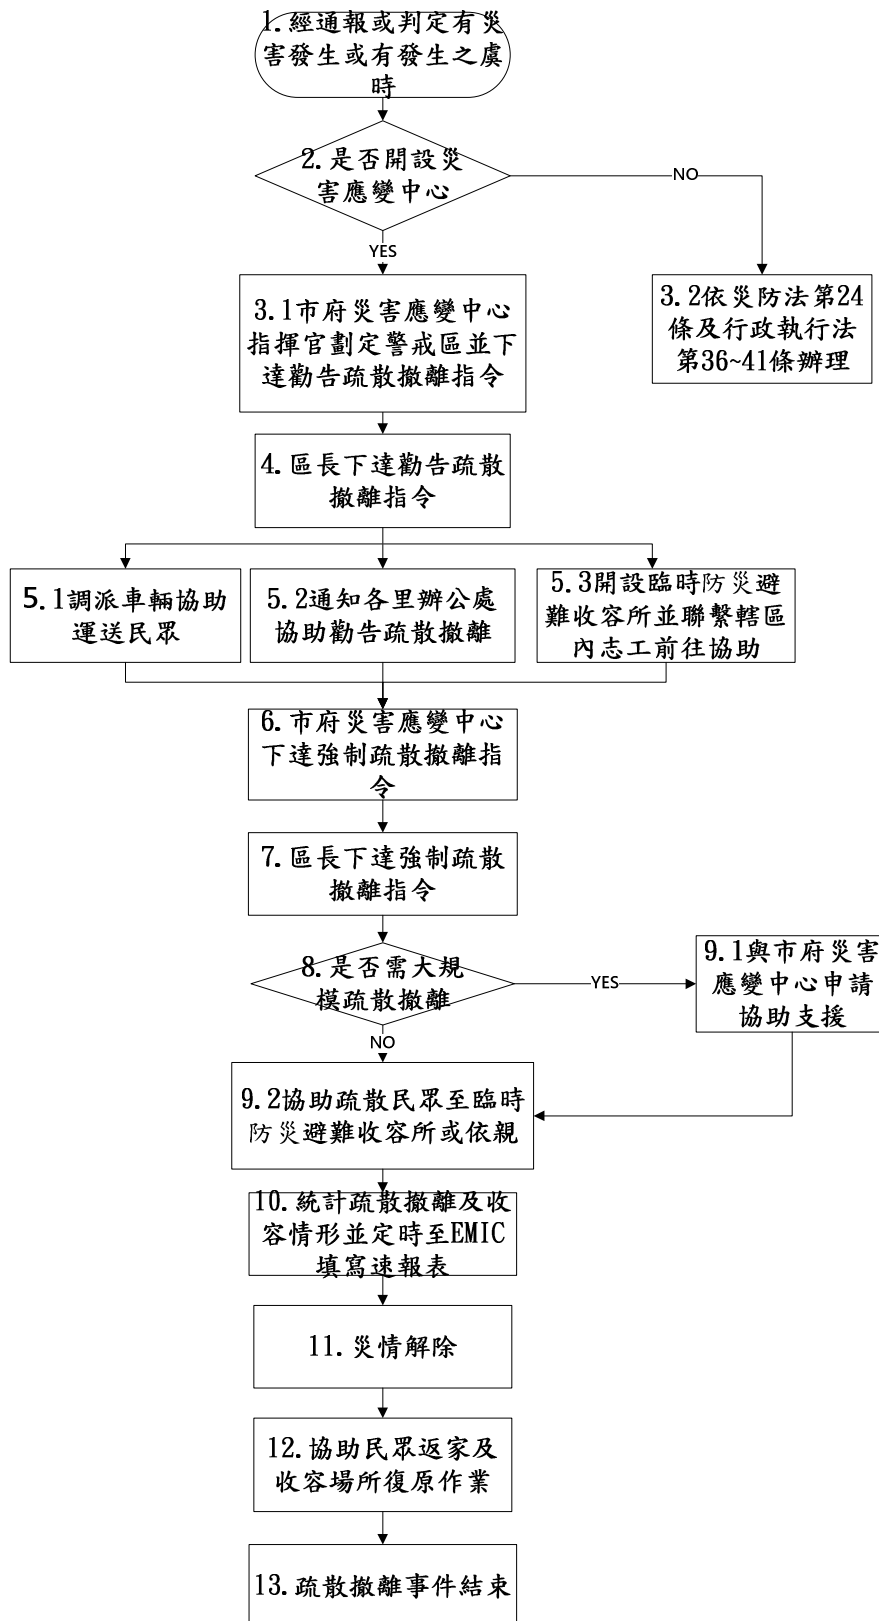 1.經通報或判定有災
害發生或有發生之虞
時
2.是否開設災
害應變中心
NO
YES
3.1市府災害應變中心
指揮官劃定警戒區並下
達勸告疏散撤離指令
3.2依災防法第24
條及行政執行法
第36~41條辦理
4.區長下達勸告疏散
撤離指令
5.1調派車輛協助
運送民眾
5.2通知各里辦公處
協助勸告疏散撤離
5.3開設臨時防災避
難收容所並聯繫轄區
內志工前往協助
6.市府災害應變中心
下達強制疏散撤離指
令
7.區長下達強制疏散
撤離指令
8.是否需大規
模疏散撤離
YES
9.1與市府災害
應變中心申請
協助支援
NO
9.2協助疏散民眾至臨時
防災避難收容所或依親
10.統計疏散撤離及收
容情形並定時至EMIC
填寫速報表
11.災情解除
12.協助民眾返家及
收容場所復原作業
13.疏散撤離事件結束